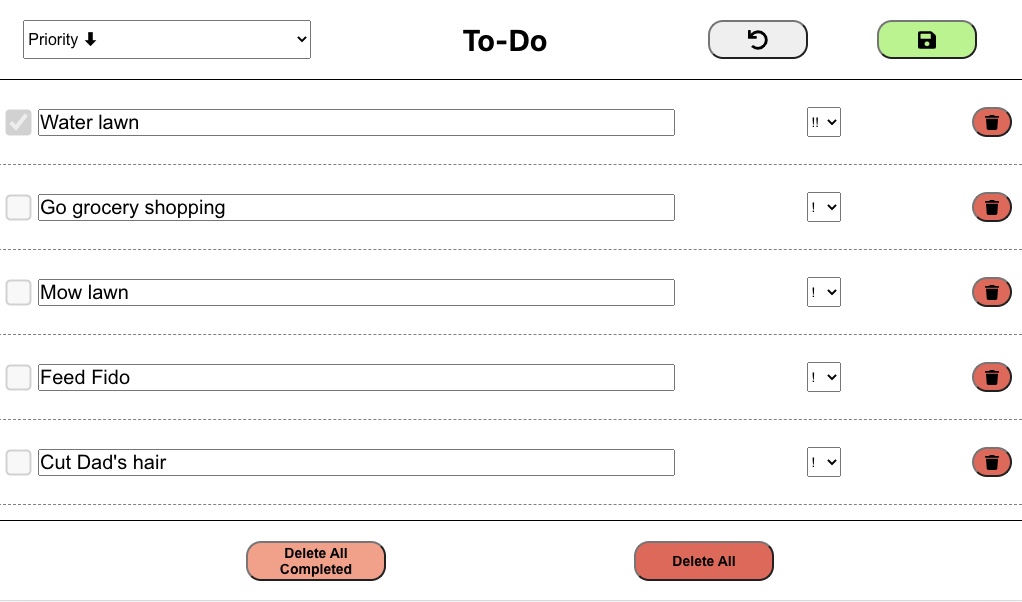 Priority ⬇
To-Do
Water lawn
!!
Go grocery shopping
!
Mow lawn
!
Feed Fido
!
Cut Dad's hair
!
Delete All
Completed
Delete All